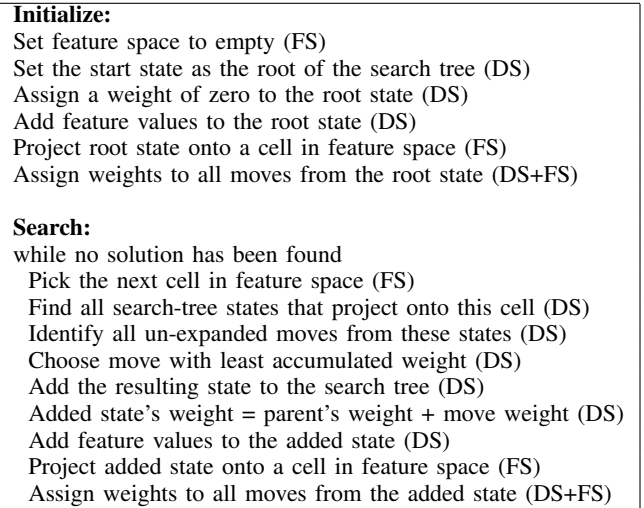 Initialize:
Set feature space to empty (FS)
Set the start state as the root of the search tree (DS)
Assign a weight of zero to the root state (DS)
Add feature values to the root state (DS)
Project root state onto a cell in feature space (FS)
Assign weights to all moves from the root state (DS+FS)
Search:
while no solution has been found
Pick the next cell in feature space (FS)
Find all search-tree states that project onto this cell (DS)
Identify all un-expanded moves from these states (DS)
Choose move with least accumulated weight (DS)
Add the resulting state to the search tree (DS)
Added state's weight = parent's weight + move weight (DS)
Add feature values to the added state (DS)
Project added state onto a cell in feature space (FS)
Assign weights to all moves from the added state (DS+FS)